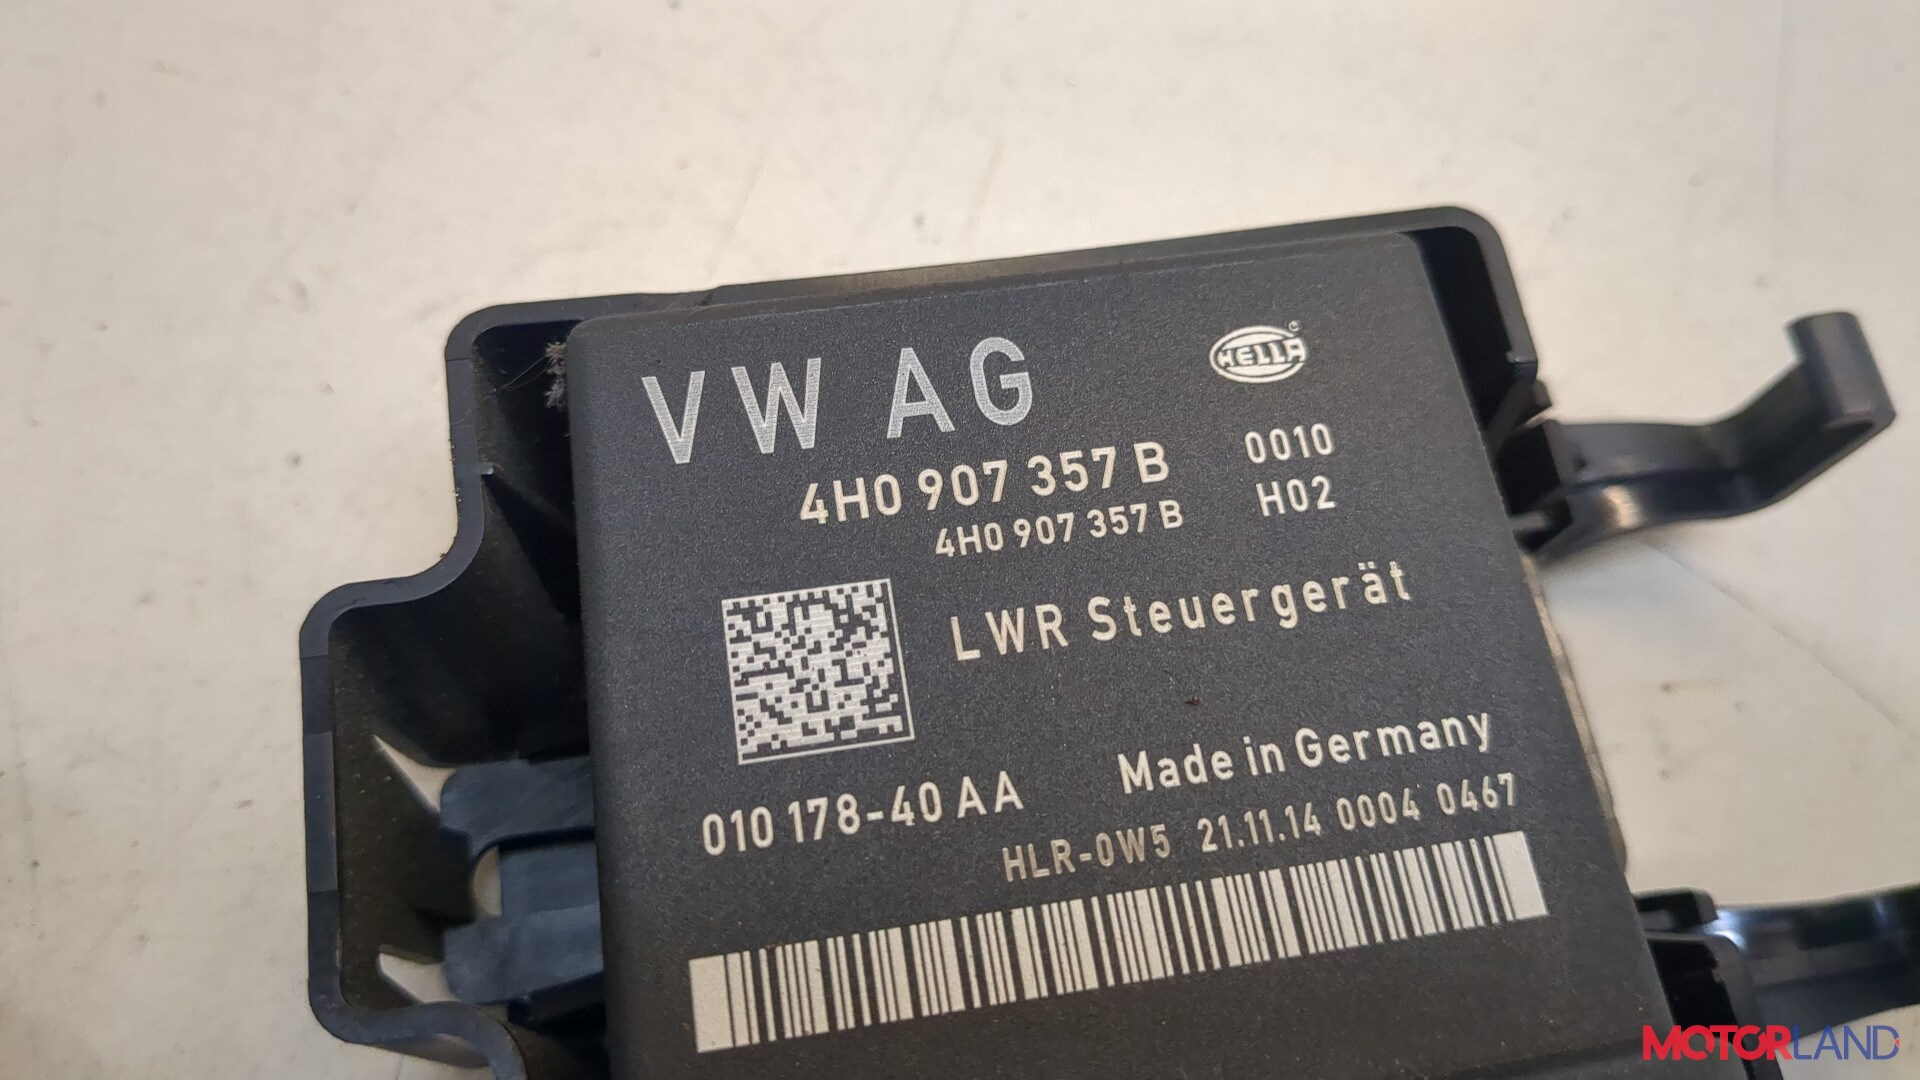 VW AG
HELLA
4H0 907 357 B 0010
4H0 907 357 B H02
LWR Steuergerät
Made in Germany
010 178-40 AA
HLR-0W5 21.11.14 0004 0467
MOTORLAND